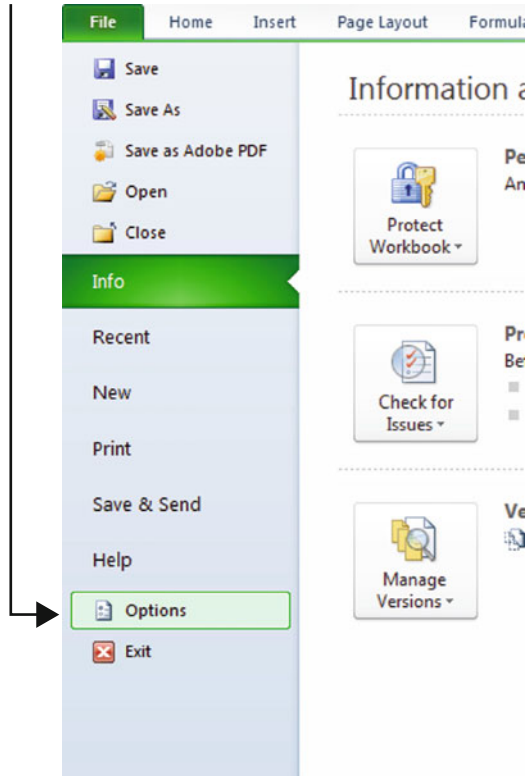 File Home Insert Page Layout
Save
Save As
Save as Adobe PDF
Open
Close
Info
Recent
New
Print
Save & Send
Help
Options
Exit
Information
Protect
Workbook
Check for
Issues
Manage
Versions